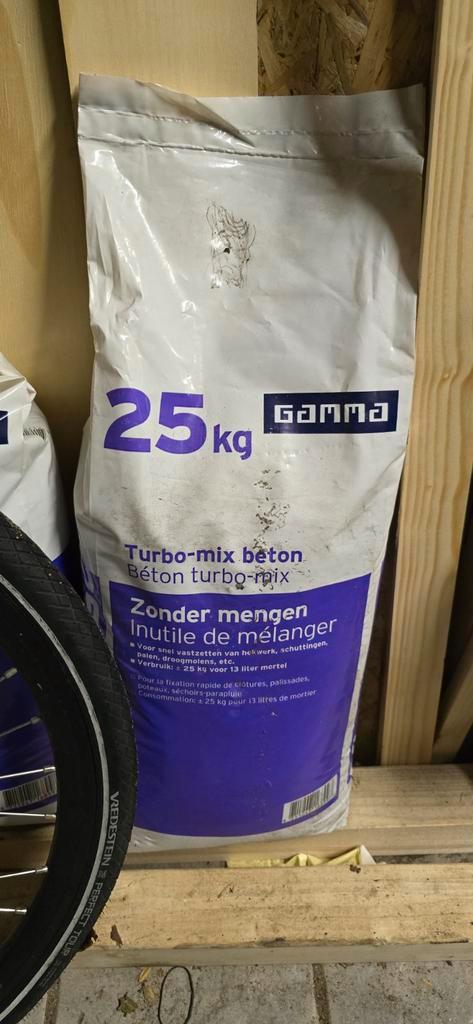 25 kg
GAMMA
Turbo-mix beton
Béton turbo-mix
Zonder mengen
Inutile de mélanger
Voor snel vastzetten van hekwerk, schuttingen,
palen, droogmolens, etc.
Verbruik: ± 25 kg voor 13 liter mortel
Pour la fixation rapide de clôtures, palissades,
poteaux, séchoirs-parapluie
Consommation: ± 25 kg pour 13 litres de mortier
VREDESTEIN PERFECT TOUR